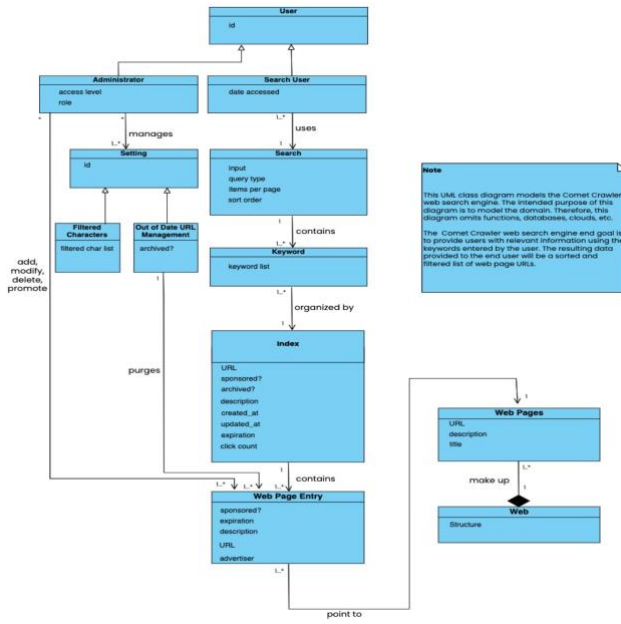 User
id
Administrator
access level
role
Search User
date accessed
*
*
1..*
manages
uses
1..*
1
Setting
id
Search
input
query type
items per page
sort order
Note
This UML class diagram models the Comet Crawler
web search engine. The intended purpose of this
diagram is to model the domain. Therefore, this
diagram omits functions, databases, clouds, etc.
The Comet Crawler web search engine end goal is
to provide users with relevant information using the
keywords entered by the user. The resulting data
provided to the end user will be a sorted and
filtered list of web page URLs.
1
contains
1..*
Filtered
Characters
filtered char list
Out of Date URL
Management
archived?
Keyword
keyword list
add,
modify,
delete,
promote
1
1..*
organized by
1
Index
URL
sponsored?
archived?
description
created_at
updated_at
expiration
click count
purges
1
Web Pages
URL
description
title
1
contains
1..*
1..*
1..*
1..*
make up
1
Web Page Entry
sponsored?
expiration
description
URL
advertiser
Web
Structure
1..*
point to